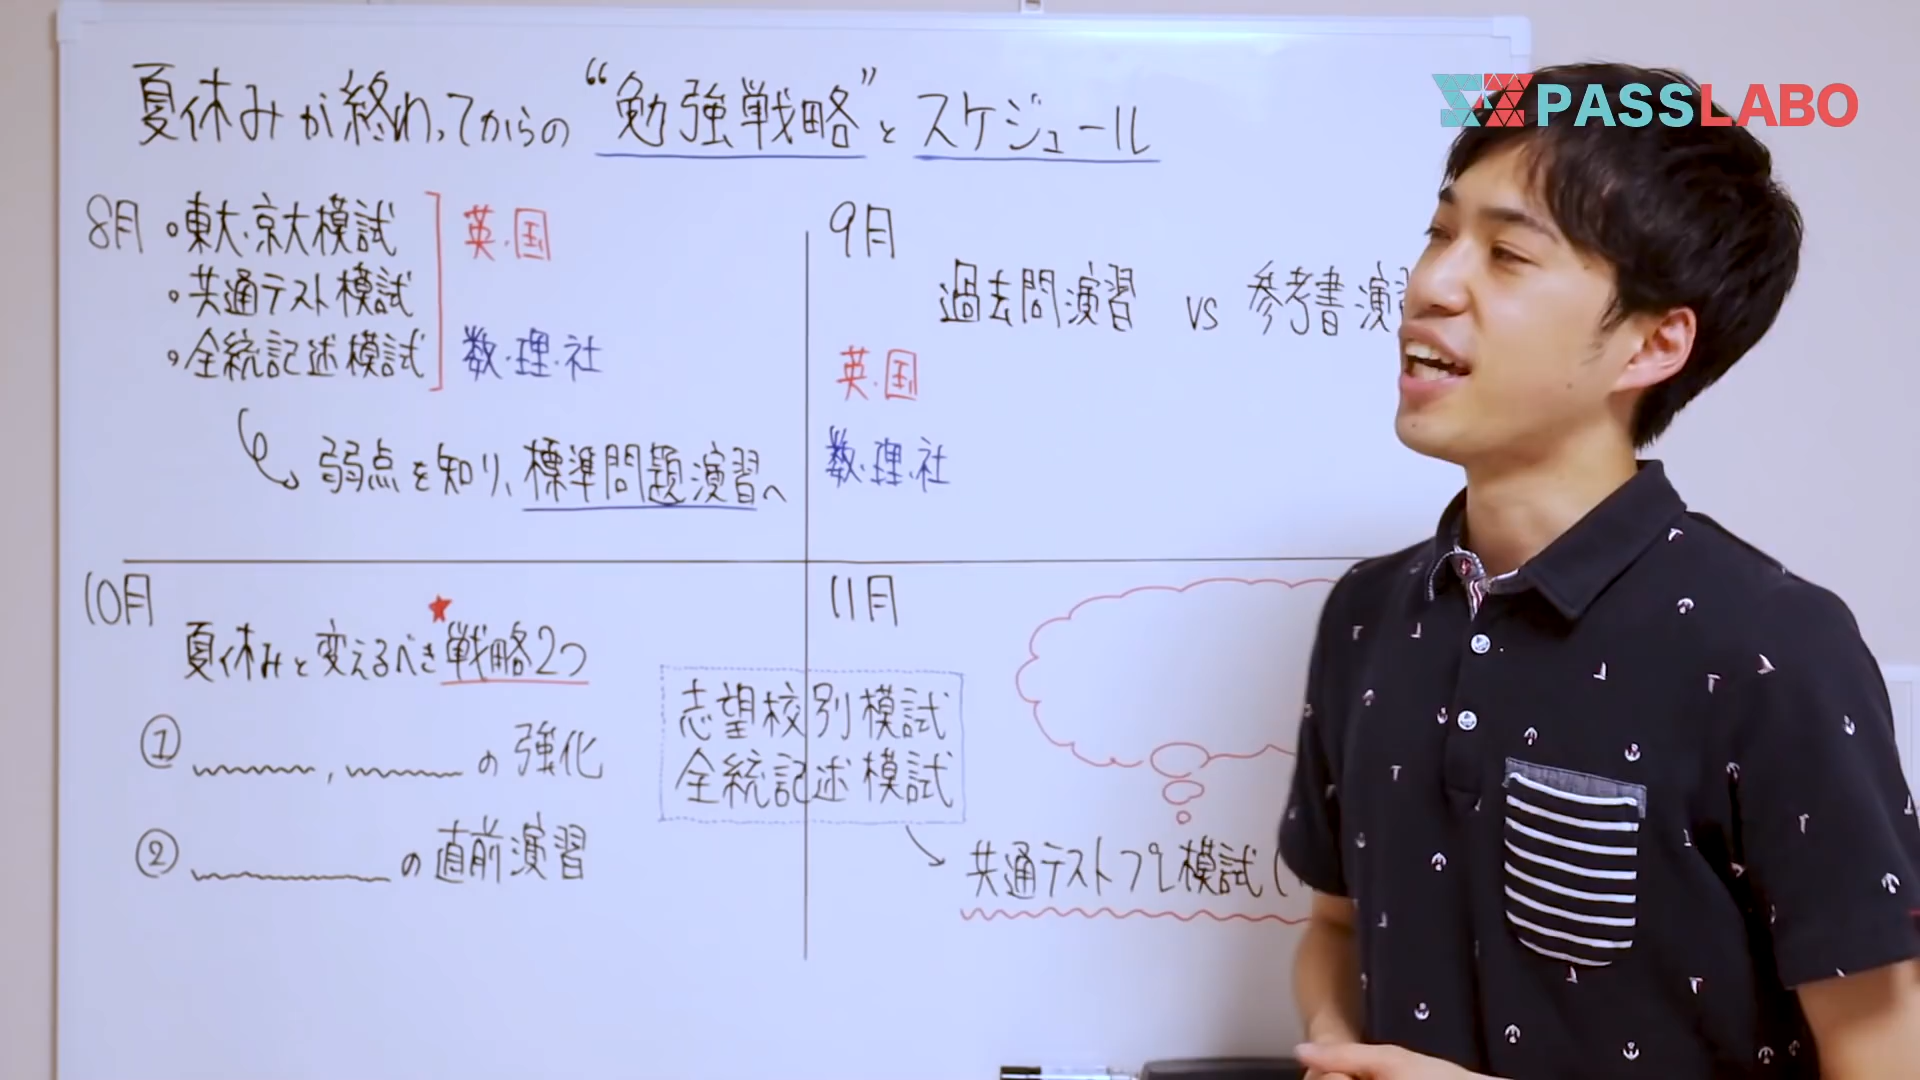 PASSLABO
夏休みが終わってからの“勉強戦略”とスケジュール
8月
・東大・京大模試
・共通テスト模試
・全統記述模試
英・国
数・理・社
弱点を知り、標準問題演習へ
9月
過去問演習 vs 参考書演
英・国
数・理・社
10月
★
夏休みと変えるべき戦略2つ
① , の強化
② の直前演習
11月
志望校別模試
全統記述模試
共通テストプレ模試(